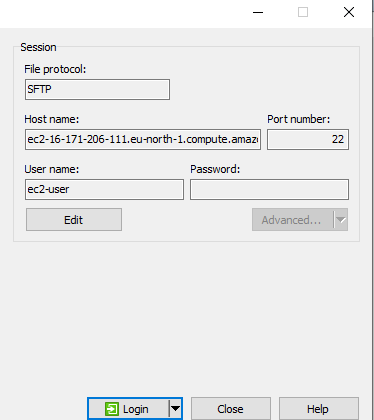 Session
File protocol:
SFTP
Host name:
Port number:
ec2-16-171-206-111.eu-north-1.compute.amaz
22
User name:
Password:
ec2-user
Edit
Advanced...
Login
Close
Help